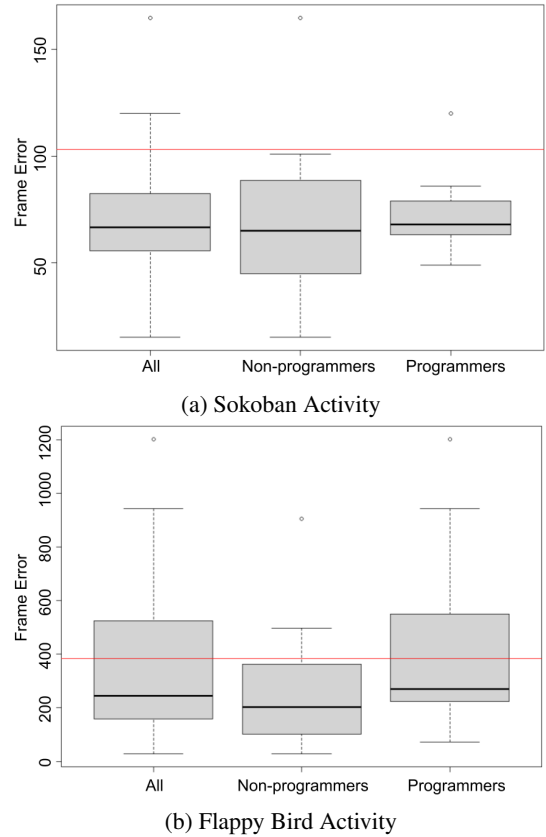 150
100
50
Frame Error
All Non-programmers Programmers
(a) Sokoban Activity
1200
1000
800
600
400
200
0
Frame Error
All Non-programmers Programmers
(b) Flappy Bird Activity